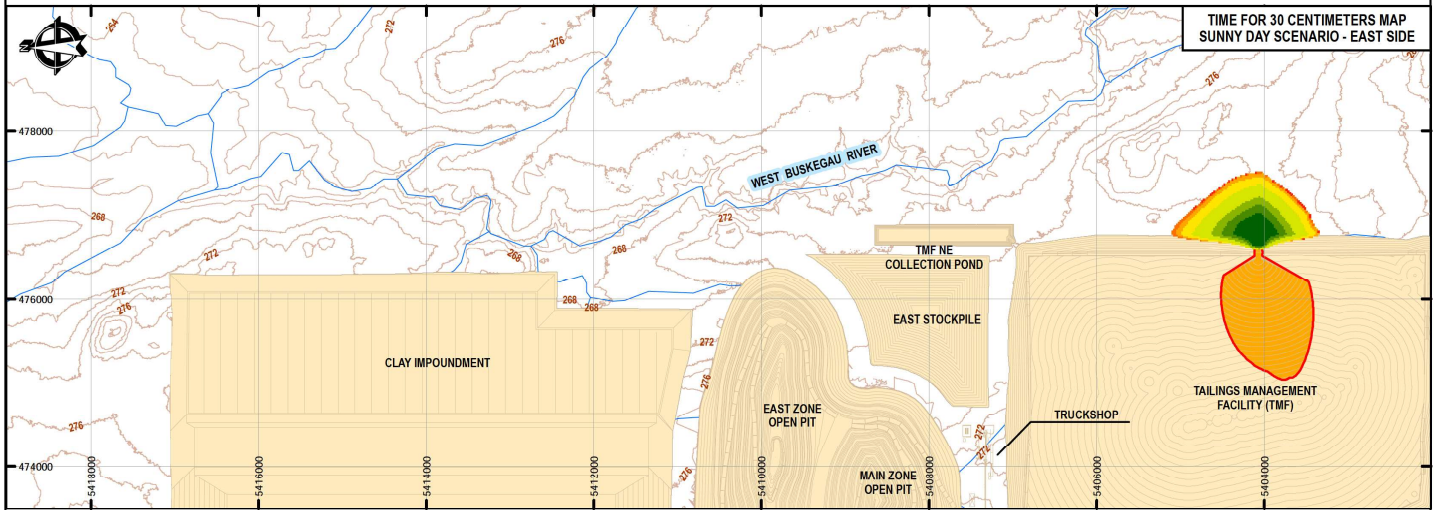 TIME FOR 30 CENTIMETERS MAP
SUNNY DAY SCENARIO - EAST SIDE
N
264
272
276
276
478000
WEST BUSKEGAU RIVER
268
272
272
268
268
TMF NE
COLLECTION POND
272
276
476000
268
268
EAST STOCKPILE
272
CLAY IMPOUNDMENT
276
TAILINGS MANAGEMENT
FACILITY (TMF)
EAST ZONE
OPEN PIT
TRUCKSHOP
276
272
272
474000
276
MAIN ZONE
OPEN PIT
5418000
5416000
5414000
5412000
5410000
5408000
5406000
5404000